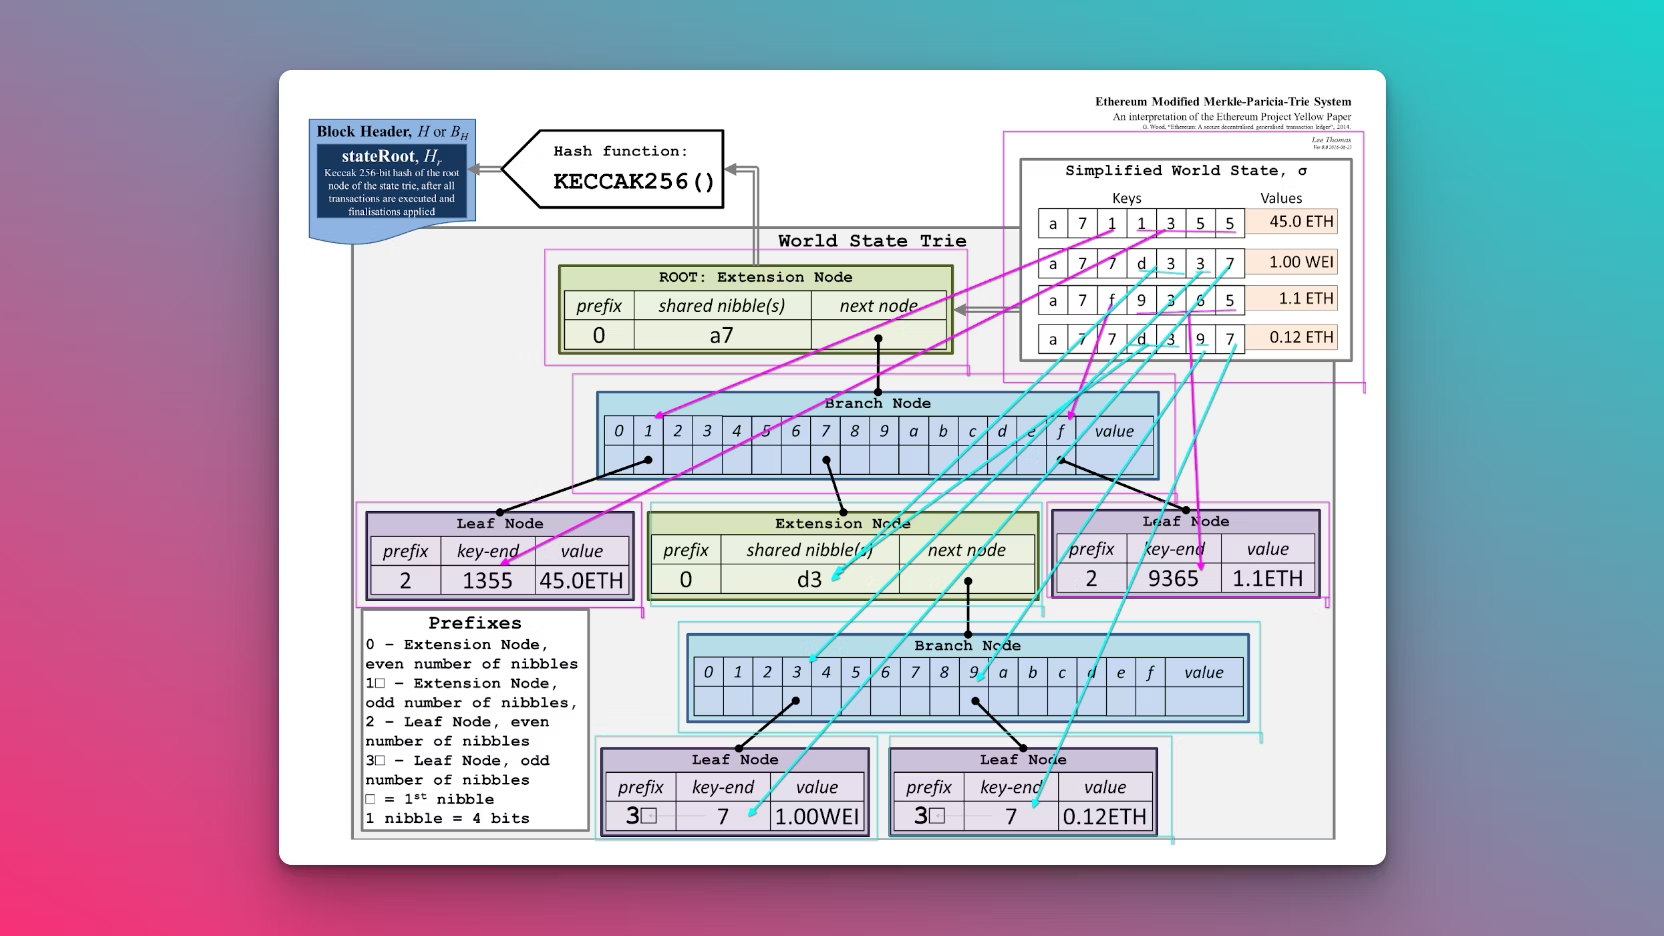 Ethereum Modified Merkle-Paricia-Trie System
An interpretation of the Ethereum Project Yellow Paper
G. Wood, "Ethereum: A secure decentralised generalised transaction ledger", 2014.
Lee Thomas
Block Header, H or B_H
stateRoot, H_r
Keccak 256-bit hash of the root
node of the state trie, after all
transactions are executed and
finalisations applied
Hash function:
KECCAK256()
Simplified World State, σ
Keys Values
a 7 1 1 3 5 5 45.0 ETH
a 7 7 d 3 3 7 1.00 WEI
a 7 f 9 3 6 5 1.1 ETH
a 7 7 d 3 9 7 0.12 ETH
World State Trie
ROOT: Extension Node
prefix shared nibble(s) next node
0 a7
Branch Node
0 1 2 3 4 5 6 7 8 9 a b c d e f value
Leaf Node
prefix key-end value
2 1355 45.0ETH
Extension Node
prefix shared nibble(s) next node
0 d3
Leaf Node
prefix key-end value
2 9365 1.1ETH
Prefixes
0 – Extension Node,
even number of nibbles
1□ – Extension Node,
odd number of nibbles,
2 – Leaf Node, even
number of nibbles
3□ – Leaf Node, odd
number of nibbles
□ = 1st nibble
1 nibble = 4 bits
Branch Node
0 1 2 3 4 5 6 7 8 9 a b c d e f value
Leaf Node
prefix key-end value
3□ 7 1.00WEI
Leaf Node
prefix key-end value
3□ 7 0.12ETH